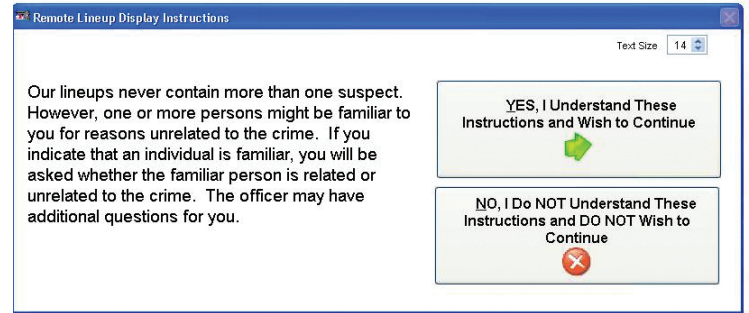 Remote Lineup Display Instructions
Text Size 14
Our lineups never contain more than one suspect.
However, one or more persons might be familiar to
you for reasons unrelated to the crime. If you
indicate that an individual is familiar, you will be
asked whether the familiar person is related or
unrelated to the crime. The officer may have
additional questions for you.
YES, I Understand These
Instructions and Wish to Continue
NO, I Do NOT Understand These
Instructions and DO NOT Wish to
Continue